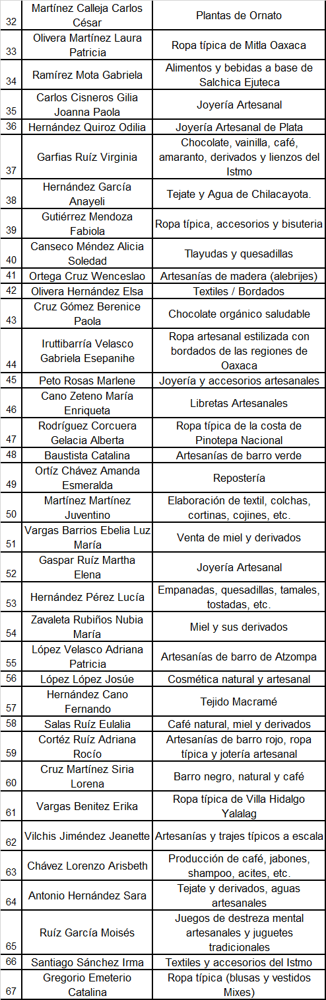 32 Martínez Calleja Carlos César Plantas de Ornato
33 Olivera Martínez Laura Patricia Ropa típica de Mitla Oaxaca
34 Ramírez Mota Gabriela Alimentos y bebidas a base de Salchica Ejuteca
35 Carlos Cisneros Gilia Joanna Paola Joyería Artesanal
36 Hernández Quiroz Odilia Joyería Artesanal de Plata
37 Garfias Ruíz Virginia Chocolate, vainilla, café, amaranto, derivados y lienzos del Istmo
38 Hernández García Anayeli Tejate y Agua de Chilacayota.
39 Gutiérrez Mendoza Fabiola Ropa típica, accesorios y bisuteria
40 Canseco Méndez Alicia Soledad Tlayudas y quesadillas
41 Ortega Cruz Wenceslao Artesanías de madera (alebrijes)
42 Olivera Hernández Elsa Textiles / Bordados
43 Cruz Gómez Berenice Paola Chocolate orgánico saludable
44 Iruttibarría Velasco Gabriela Esepanihe Ropa artesanal estilizada con bordados de las regiones de Oaxaca
45 Peto Rosas Marlene Joyería y accesorios artesanales
46 Cano Zeteno María Enriqueta Libretas Artesanales
47 Rodríguez Corcuera Gelacia Alberta Ropa típica de la costa de Pinotepa Nacional
48 Baustista Catalina Artesanías de barro verde
49 Ortíz Chávez Amanda Esmeralda Repostería
50 Martínez Martínez Juventino Elaboración de textil, colchas, cortinas, cojines, etc.
51 Vargas Barrios Ebelia Luz María Venta de miel y derivados
52 Gaspar Ruíz Martha Elena Joyería Artesanal
53 Hernández Pérez Lucía Empanadas, quesadillas, tamales, tostadas, etc.
54 Zavaleta Rubiños Nubia María Miel y sus derivados
55 López Velasco Adriana Patricia Artesanías de barro de Atzompa
56 López López Josúe Cosmética natural y artesanal
57 Hernández Cano Fernando Tejido Macramé
58 Salas Ruíz Eulalia Café natural, miel y derivados
59 Cortéz Ruíz Adriana Rocío Artesanías de barro rojo, ropa típica y jotería artesanal
60 Cruz Martínez Siria Lorena Barro negro, natural y café
61 Vargas Benitez Erika Ropa típica de Villa Hidalgo Yalalag
62 Vilchis Jiméndez Jeanette Artesanías y trajes típicos a escala
63 Chávez Lorenzo Arisbeth Producción de café, jabones, shampoo, acites, etc.
64 Antonio Hernández Sara Tejate y derivados, aguas artesanales
65 Ruíz García Moisés Juegos de destreza mental artesanales y juguetes tradicionales
66 Santiago Sánchez Irma Textiles y accesorios del Istmo
67 Gregorio Emeterio Catalina Ropa típica (blusas y vestidos Mixes)